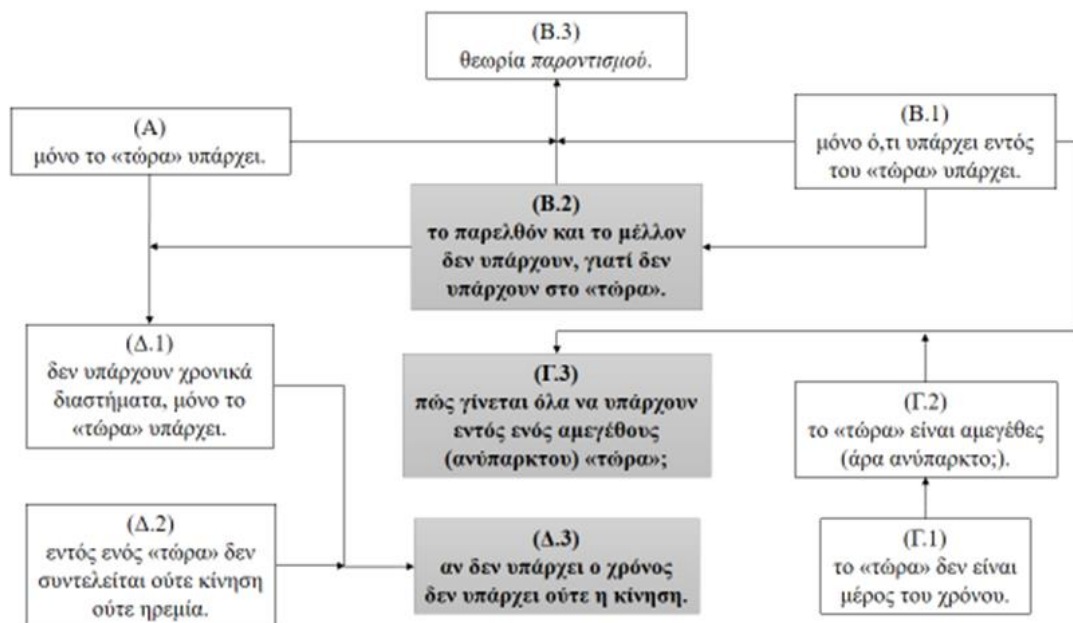 (Β.3)
θεωρία παροντισμού.
(Α)
μόνο το «τώρα» υπάρχει.
(Β.1)
μόνο ό,τι υπάρχει εντός
του «τώρα» υπάρχει.
(Β.2)
το παρελθόν και το μέλλον
δεν υπάρχουν, γιατί δεν
υπάρχουν στο «τώρα».
(Δ.1)
δεν υπάρχουν χρονικά
διαστήματα, μόνο το
«τώρα» υπάρχει.
(Γ.3)
πώς γίνεται όλα να υπάρχουν
εντός ενός αμεγέθους
(ανύπαρκτου) «τώρα»;
(Γ.2)
το «τώρα» είναι αμεγέθες
(άρα ανύπαρκτο;).
(Δ.2)
εντός ενός «τώρα» δεν
συντελείται ούτε κίνηση
ούτε ηρεμία.
(Δ.3)
αν δεν υπάρχει ο χρόνος
δεν υπάρχει ούτε η κίνηση.
(Γ.1)
το «τώρα» δεν είναι
μέρος του χρόνου.